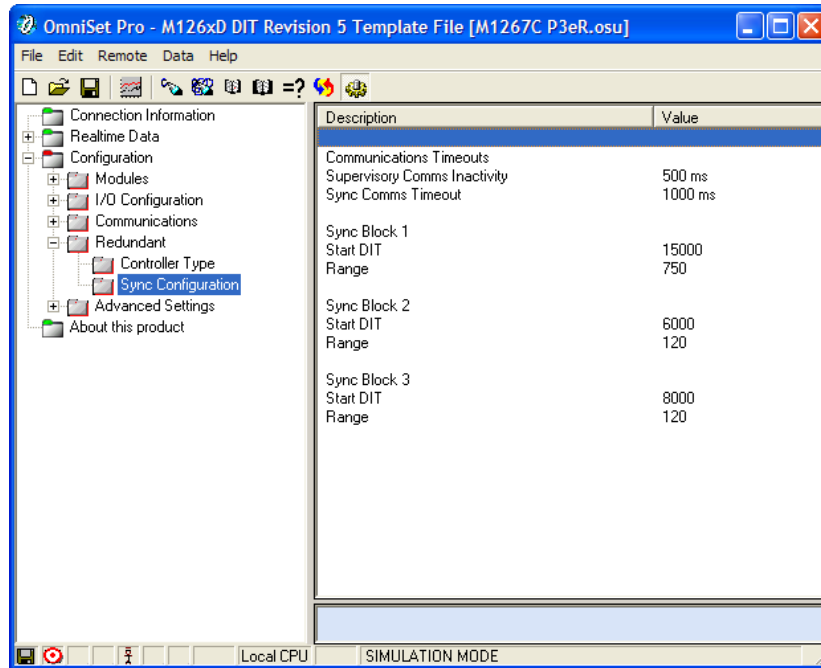 OmniSet Pro - M126xD DIT Revision 5 Template File [M1267C P3eR.osu]
File Edit Remote Data Help
=?
Connection Information
Realtime Data
Configuration
Modules
I/O Configuration
Communications
Redundant
Controller Type
Sync Configuration
Advanced Settings
About this product
Description Value
Communications Timeouts
Supervisory Comms Inactivity 500 ms
Sync Comms Timeout 1000 ms
Sync Block 1
Start DIT 15000
Range 750
Sync Block 2
Start DIT 6000
Range 120
Sync Block 3
Start DIT 8000
Range 120
Local CPU SIMULATION MODE